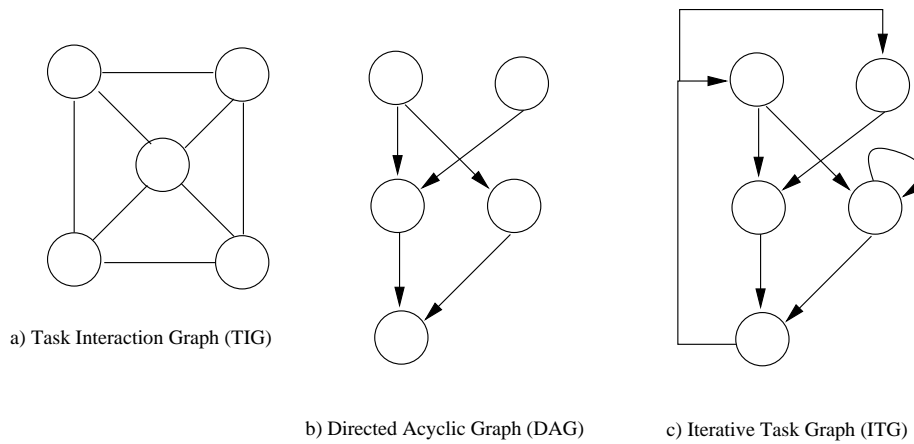 a) Task Interaction Graph (TIG)
b) Directed Acyclic Graph (DAG)
c) Iterative Task Graph (ITG)